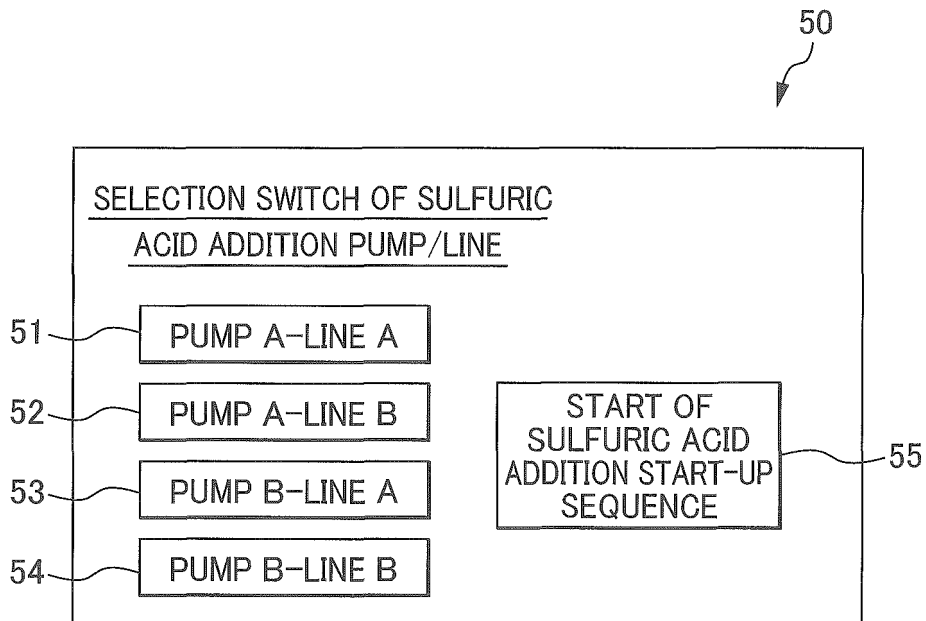 50
SELECTION SWITCH OF SULFURIC
ACID ADDITION PUMP/LINE
51
PUMP A-LINE A
52
PUMP A-LINE B
53
PUMP B-LINE A
54
PUMP B-LINE B
START OF
SULFURIC ACID
ADDITION START-UP
SEQUENCE
55